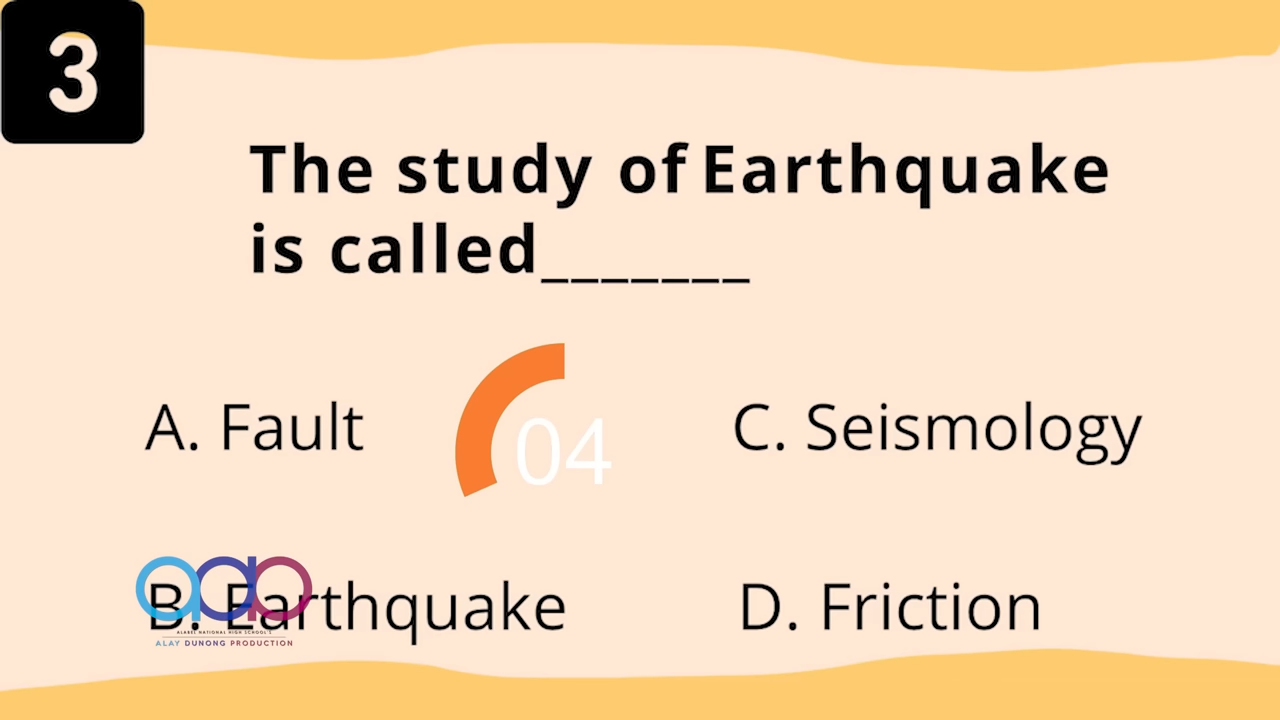 3
The study of Earthquake
is called_______
A. Fault
04
C. Seismology
B. Earthquake
D. Friction
aap
ALABEL NATIONAL HIGH SCHOOL'S
ALAY DUNONG PRODUCTION